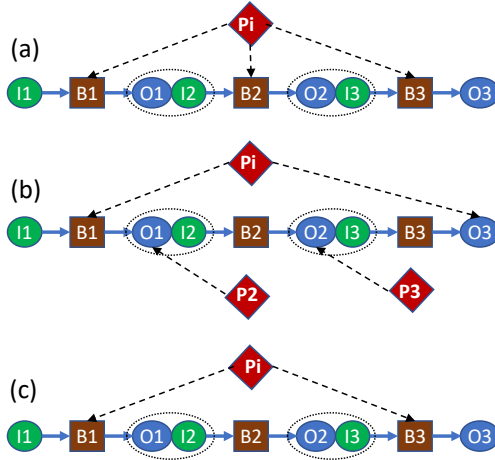 (a)
Pi
I1 B1 O1 I2 B2 O2 I3 B3 O3
(b)
Pi
I1 B1 O1 I2 B2 O2 I3 B3 O3
P2 P3
(c)
Pi
I1 B1 O1 I2 B2 O2 I3 B3 O3